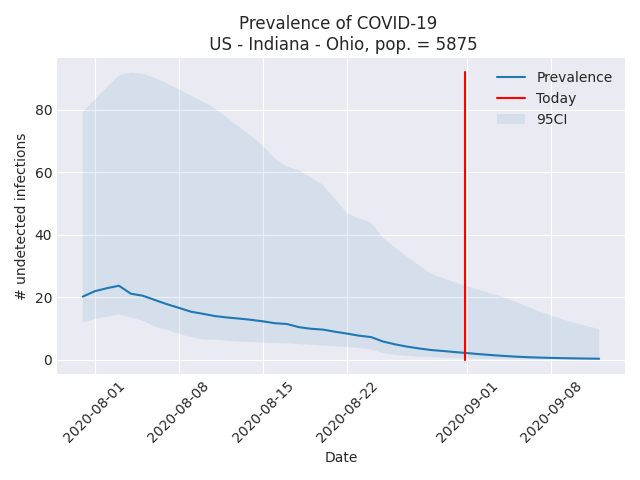 Prevalence of COVID-19
US - Indiana - Ohio, pop. = 5875
Prevalence
Today
95CI
80
60
40
20
0
# undetected infections
2020-08-01
2020-08-08
2020-08-15
2020-08-22
2020-09-01
2020-09-08
Date